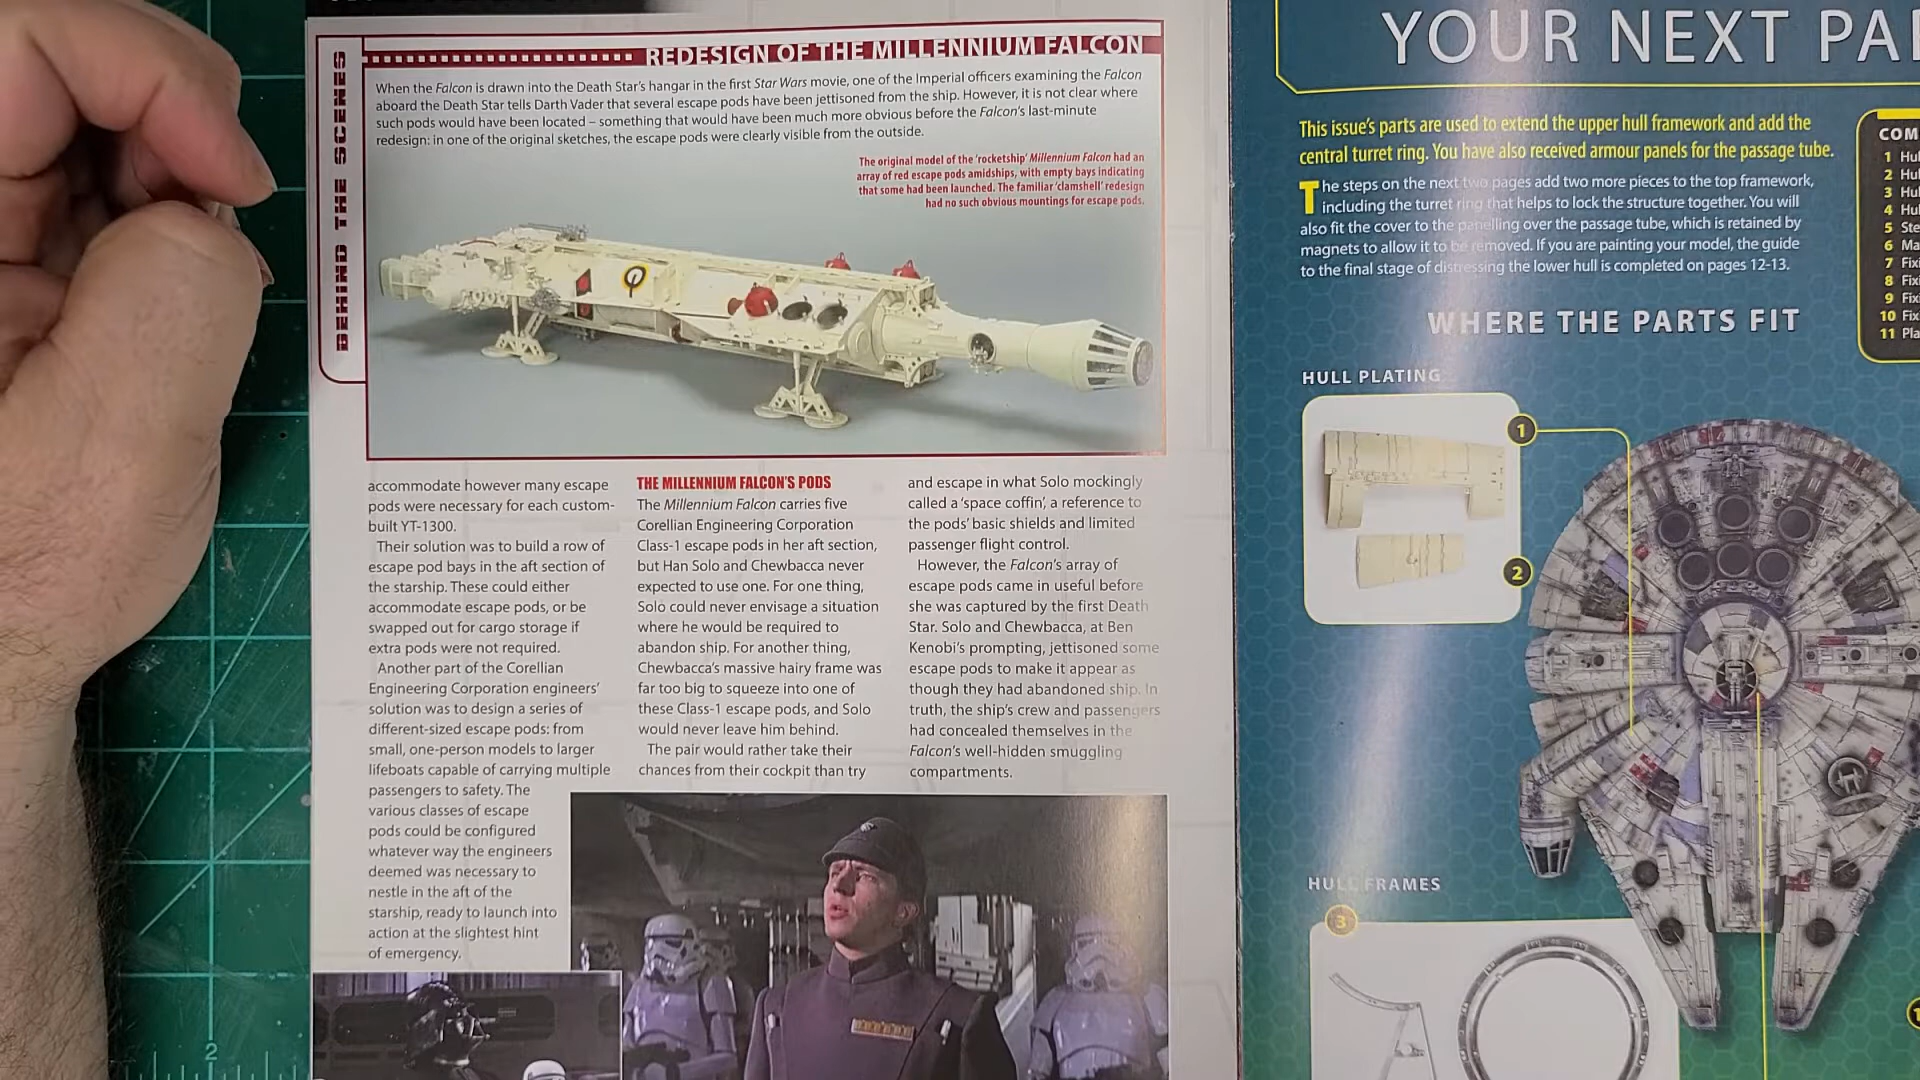 BEHIND THE SCENES
REDESIGN OF THE MILLENNIUM FALCON
When the Falcon is drawn into the Death Star's hangar in the first Star Wars movie, one of the Imperial officers examining the Falcon
aboard the Death Star tells Darth Vader that several escape pods have been jettisoned from the ship. However, it is not clear where
such pods would have been located – something that would have been much more obvious before the Falcon's last-minute
redesign: in one of the original sketches, the escape pods were clearly visible from the outside.
The original model of the 'rocketship' Millennium Falcon had an
array of red escape pods amidships, with empty bays indicating
that some had been launched. The familiar 'clamshell' redesign
had no such obvious mountings for escape pods.
accommodate however many escape
pods were necessary for each custom-
built YT-1300.
Their solution was to build a row of
escape pod bays in the aft section of
the starship. These could either
accommodate escape pods, or be
swapped out for cargo storage if
extra pods were not required.
Another part of the Corellian
Engineering Corporation engineers'
solution was to design a series of
different-sized escape pods: from
small, one-person models to larger
lifeboats capable of carrying multiple
passengers to safety. The
various classes of escape
pods could be configured
whatever way the engineers
deemed was necessary to
nestle in the aft of the
starship, ready to launch into
action at the slightest hint
of emergency.
THE MILLENNIUM FALCON'S PODS
The Millennium Falcon carries five
Corellian Engineering Corporation
Class-1 escape pods in her aft section,
but Han Solo and Chewbacca never
expected to use one. For one thing,
Solo could never envisage a situation
where he would be required to
abandon ship. For another thing,
Chewbacca's massive hairy frame was
far too big to squeeze into one of
these Class-1 escape pods, and Solo
would never leave him behind.
The pair would rather take their
chances from their cockpit than try
and escape in what Solo mockingly
called a 'space coffin', a reference to
the pods' basic shields and limited
passenger flight control.
However, the Falcon's array of
escape pods came in useful before
she was captured by the first Death
Star. Solo and Chewbacca, at Ben
Kenobi's prompting, jettisoned some
escape pods to make it appear as
though they had abandoned ship. In
truth, the ship's crew and passengers
had concealed themselves in the
Falcon's well-hidden smuggling
compartments.
YOUR NEXT PA
This issue's parts are used to extend the upper hull framework and add the
central turret ring. You have also received armour panels for the passage tube.
The steps on the next two pages add two more pieces to the top framework,
including the turret ring that helps to lock the structure together. You will
also fit the cover to the panelling over the passage tube, which is retained by
magnets to allow it to be removed. If you are painting your model, the guide
to the final stage of distressing the lower hull is completed on pages 12-13.
COM
1 Hul
2 Hul
3 Hul
4 Hul
5 Ste
6 Ma
7 Fixi
8 Fixi
9 Fixi
10 Fix
11 Pla
WHERE THE PARTS FIT
HULL PLATING
1
2
HULL FRAMES
3
2